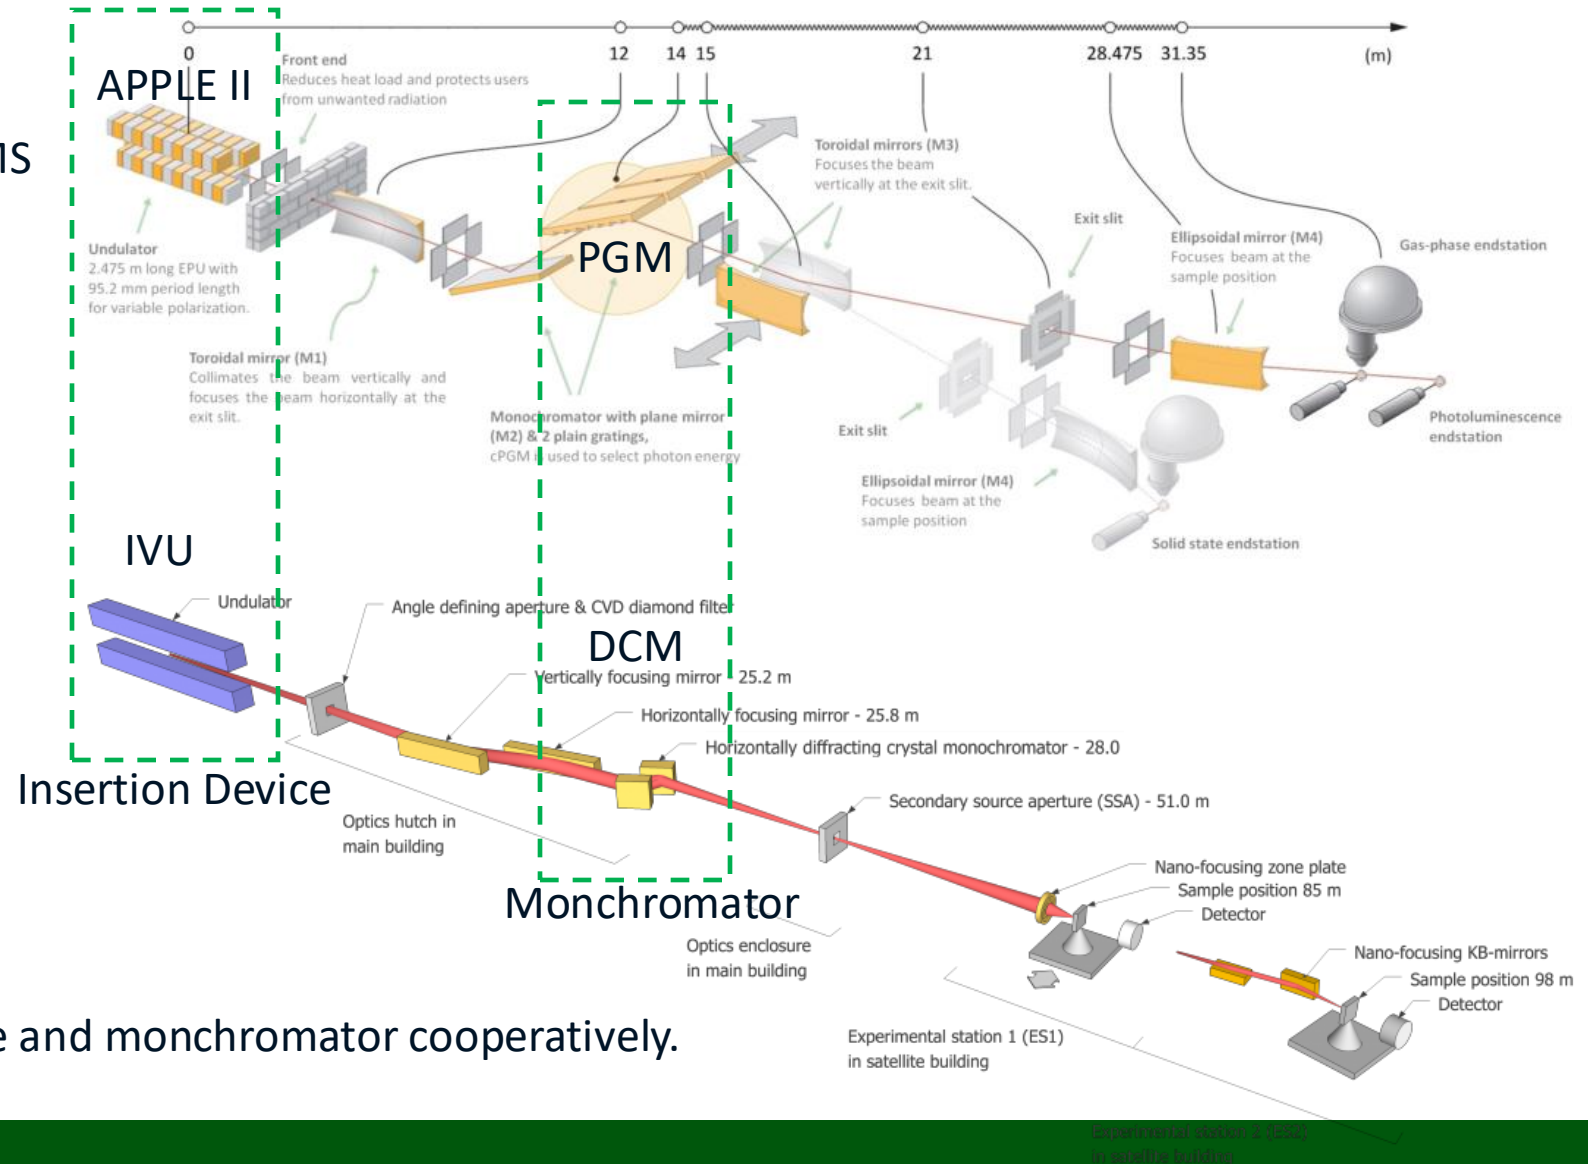 0
12
14
15
21
28.475
31.35
(m)
APPLE II
Front end
Reduces heat load and protects users
from unwanted radiation
MS
Undulator
2.475 m long EPU with
95.2 mm period length
for variable polarization.
Toroidal mirror (M1)
Collimates the beam vertically and
focuses the beam horizontally at the
exit slit.
PGM
Monochromator with plane mirror
(M2) & 2 plain gratings,
cPGM is used to select photon energy
Toroidal mirrors (M3)
Focuses the beam
vertically at the exit slit.
Exit slit
Ellipsoidal mirror (M4)
Focuses beam at the
sample position
Gas-phase endstation
Photoluminescence
endstation
Exit slit
Ellipsoidal mirror (M4)
Focuses beam at the
sample position
Solid state endstation
IVU
Undulator
Angle defining aperture & CVD diamond filter
DCM
Vertically focusing mirror - 25.2 m
Horizontally focusing mirror - 25.8 m
Horizontally diffracting crystal monochromator - 28.0
Insertion Device
Optics hutch in
main building
Secondary source aperture (SSA) - 51.0 m
Monchromator
Optics enclosure
in main building
Nano-focusing zone plate
Sample position 85 m
Detector
Nano-focusing KB-mirrors
Sample position 98 m
Detector
e and monchromator cooperatively.
Experimental station 1 (ES1)
in satellite building
Experimental station 2 (ES2)
in satellite building